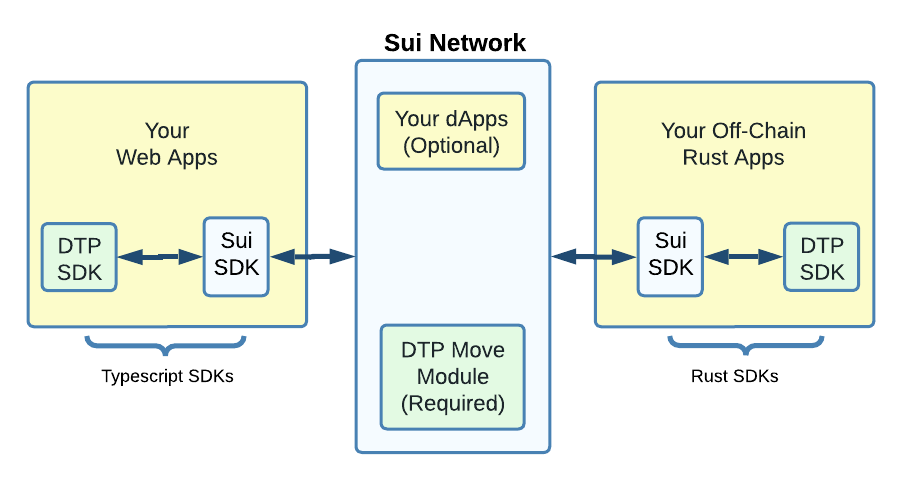 Sui Network
Your
Web Apps
DTP
SDK
Sui
SDK
Typescript SDKs
Your dApps
(Optional)
DTP Move
Module
(Required)
Your Off-Chain
Rust Apps
Sui
SDK
DTP
SDK
Rust SDKs